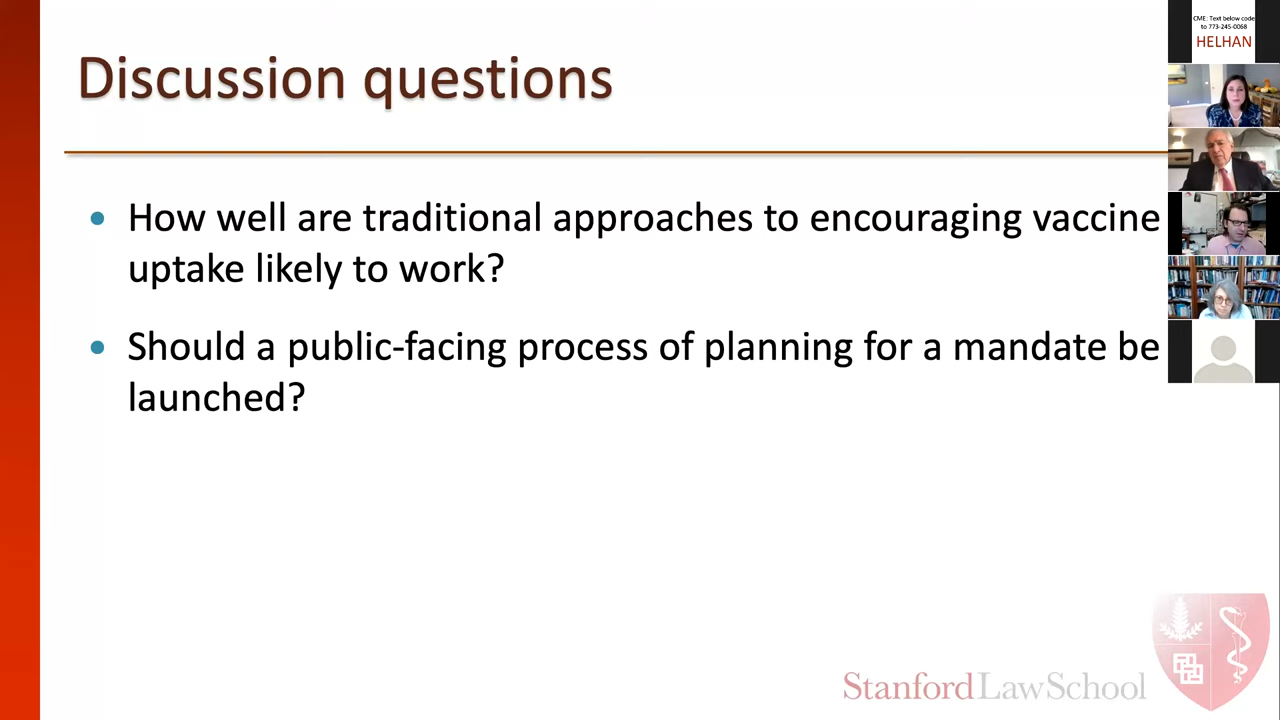 Discussion questions
CME: Text below code
to 773-245-0068
HELHAN
• How well are traditional approaches to encouraging vaccine
uptake likely to work?
• Should a public-facing process of planning for a mandate be
launched?
Stanford Law School